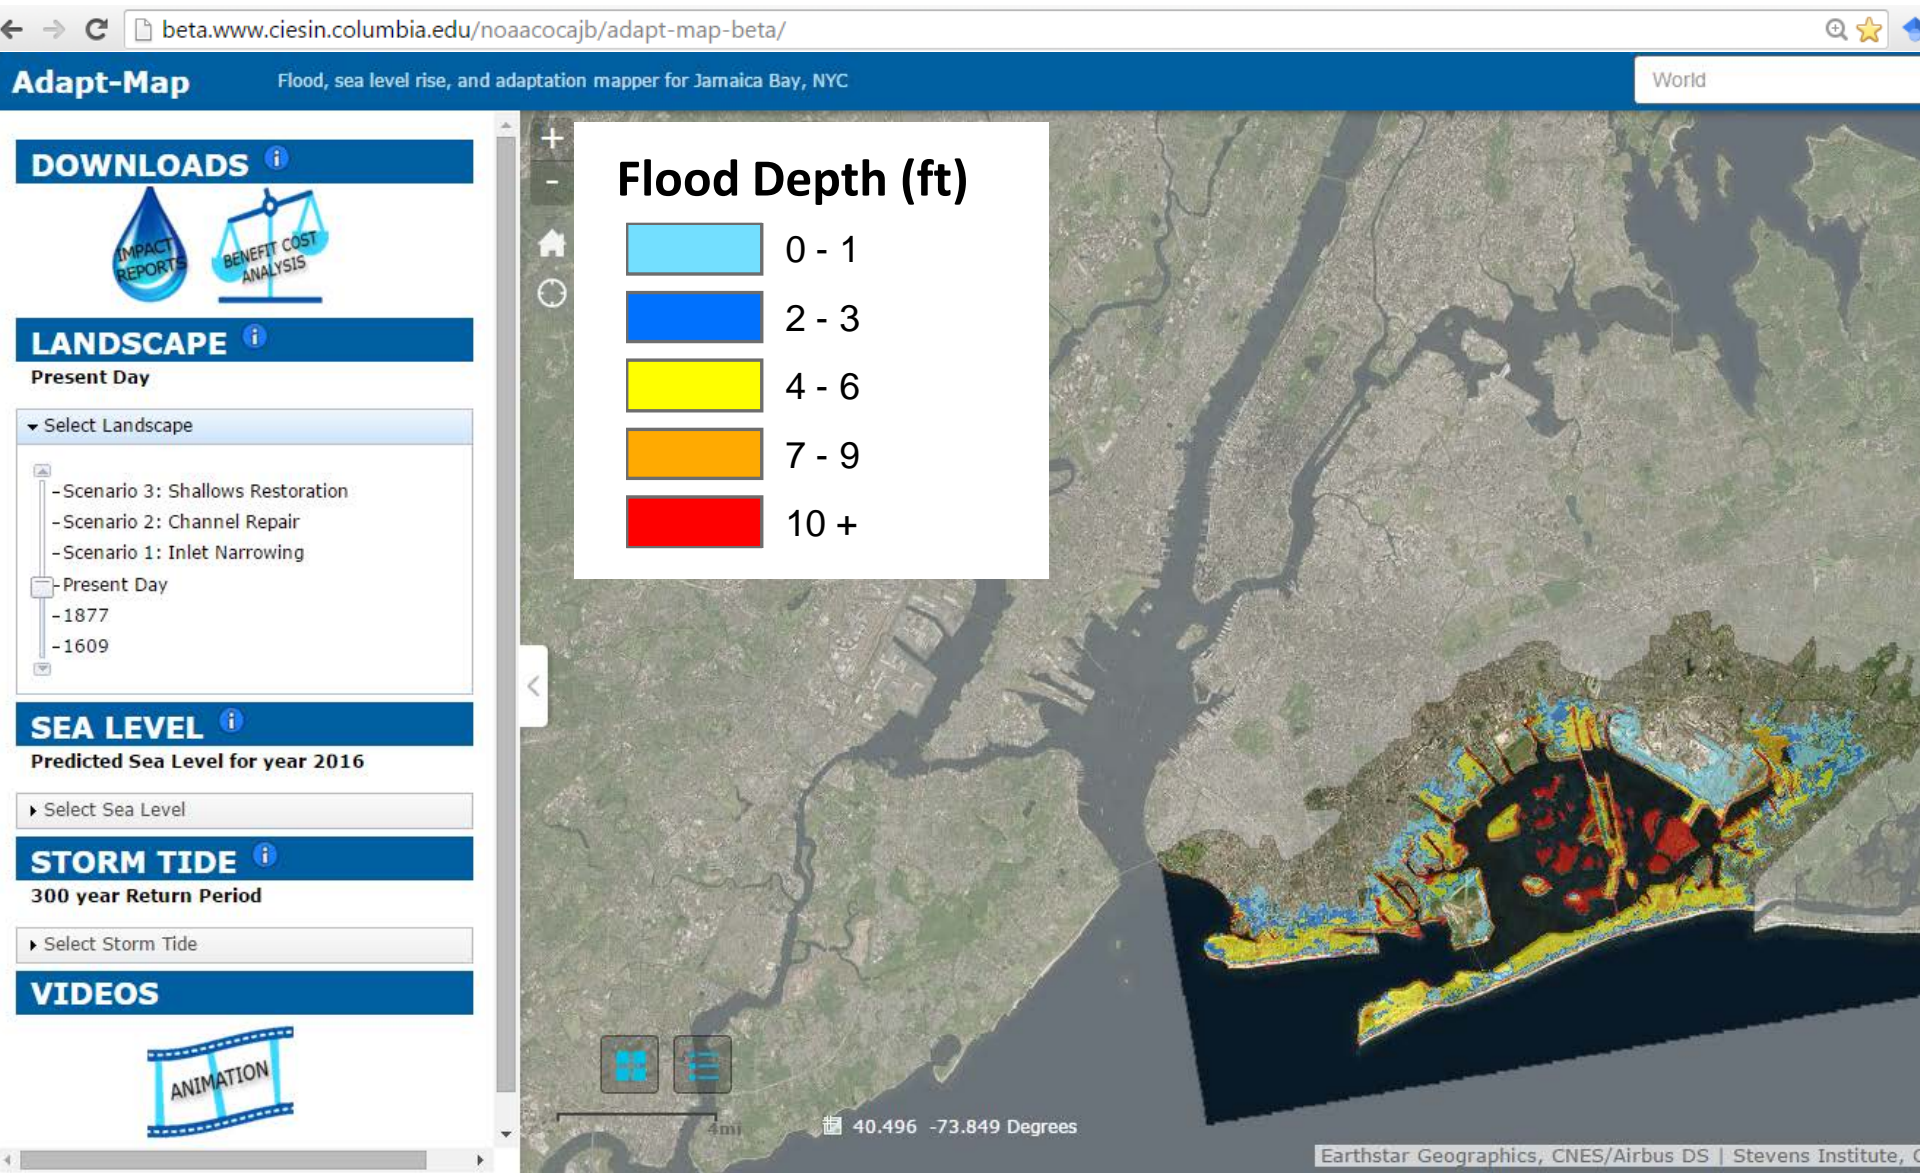 beta.www.ciesin.columbia.edu/noaacocajb/adapt-map-beta/
Adapt-Map
Flood, sea level rise, and adaptation mapper for Jamaica Bay, NYC
World
DOWNLOADS
IMPACT
REPORTS
BENEFIT COST
ANALYSIS
LANDSCAPE
Present Day
Select Landscape
-Scenario 3: Shallows Restoration
-Scenario 2: Channel Repair
-Scenario 1: Inlet Narrowing
-Present Day
-1877
-1609
SEA LEVEL
Predicted Sea Level for year 2016
Select Sea Level
STORM TIDE
300 year Return Period
Select Storm Tide
VIDEOS
ANIMATION
+
-
Flood Depth (ft)
0 - 1
2 - 3
4 - 6
7 - 9
10 +
4mi
40.496 -73.849 Degrees
Earthstar Geographics, CNES/Airbus DS | Stevens Institute,